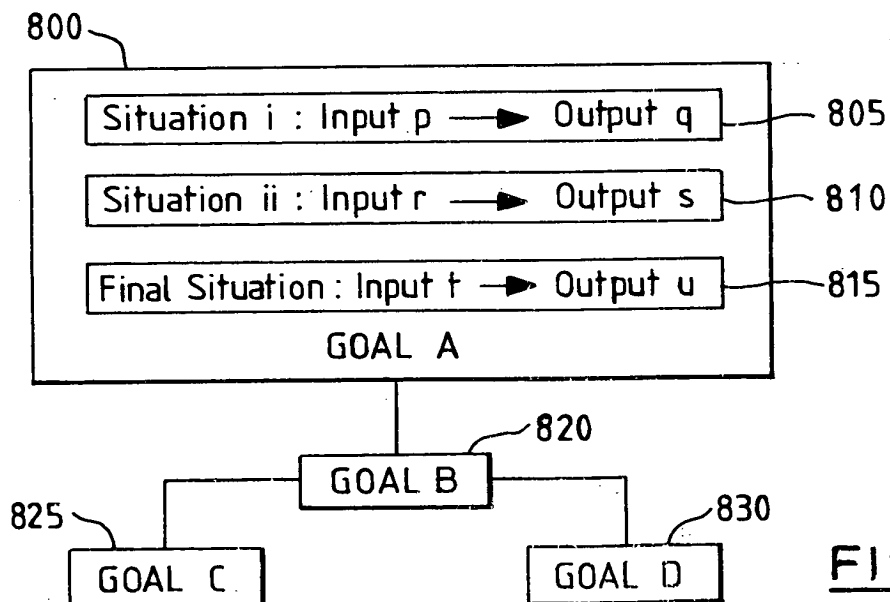 800
Situation i : Input p → Output q
805
Situation ii : Input r → Output s
810
Final Situation : Input t → Output u
815
GOAL A
820
GOAL B
825
830
GOAL C
GOAL D
FI